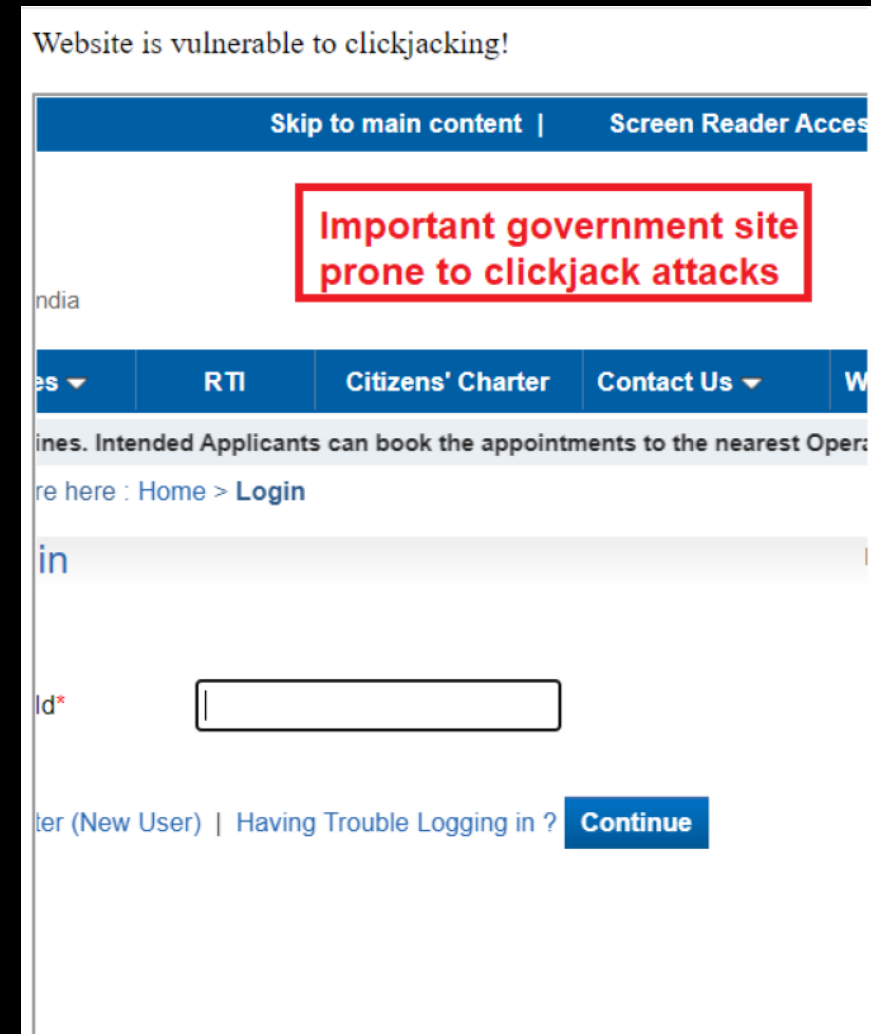 Website is vulnerable to clickjacking!
Skip to main content | Screen Reader Acces
Important government site
prone to clickjack attacks
ndia
es RTI Citizens' Charter Contact Us W
ines. Intended Applicants can book the appointments to the nearest Opera
re here : Home > Login
in
Id*
ter (New User) | Having Trouble Logging in ? Continue